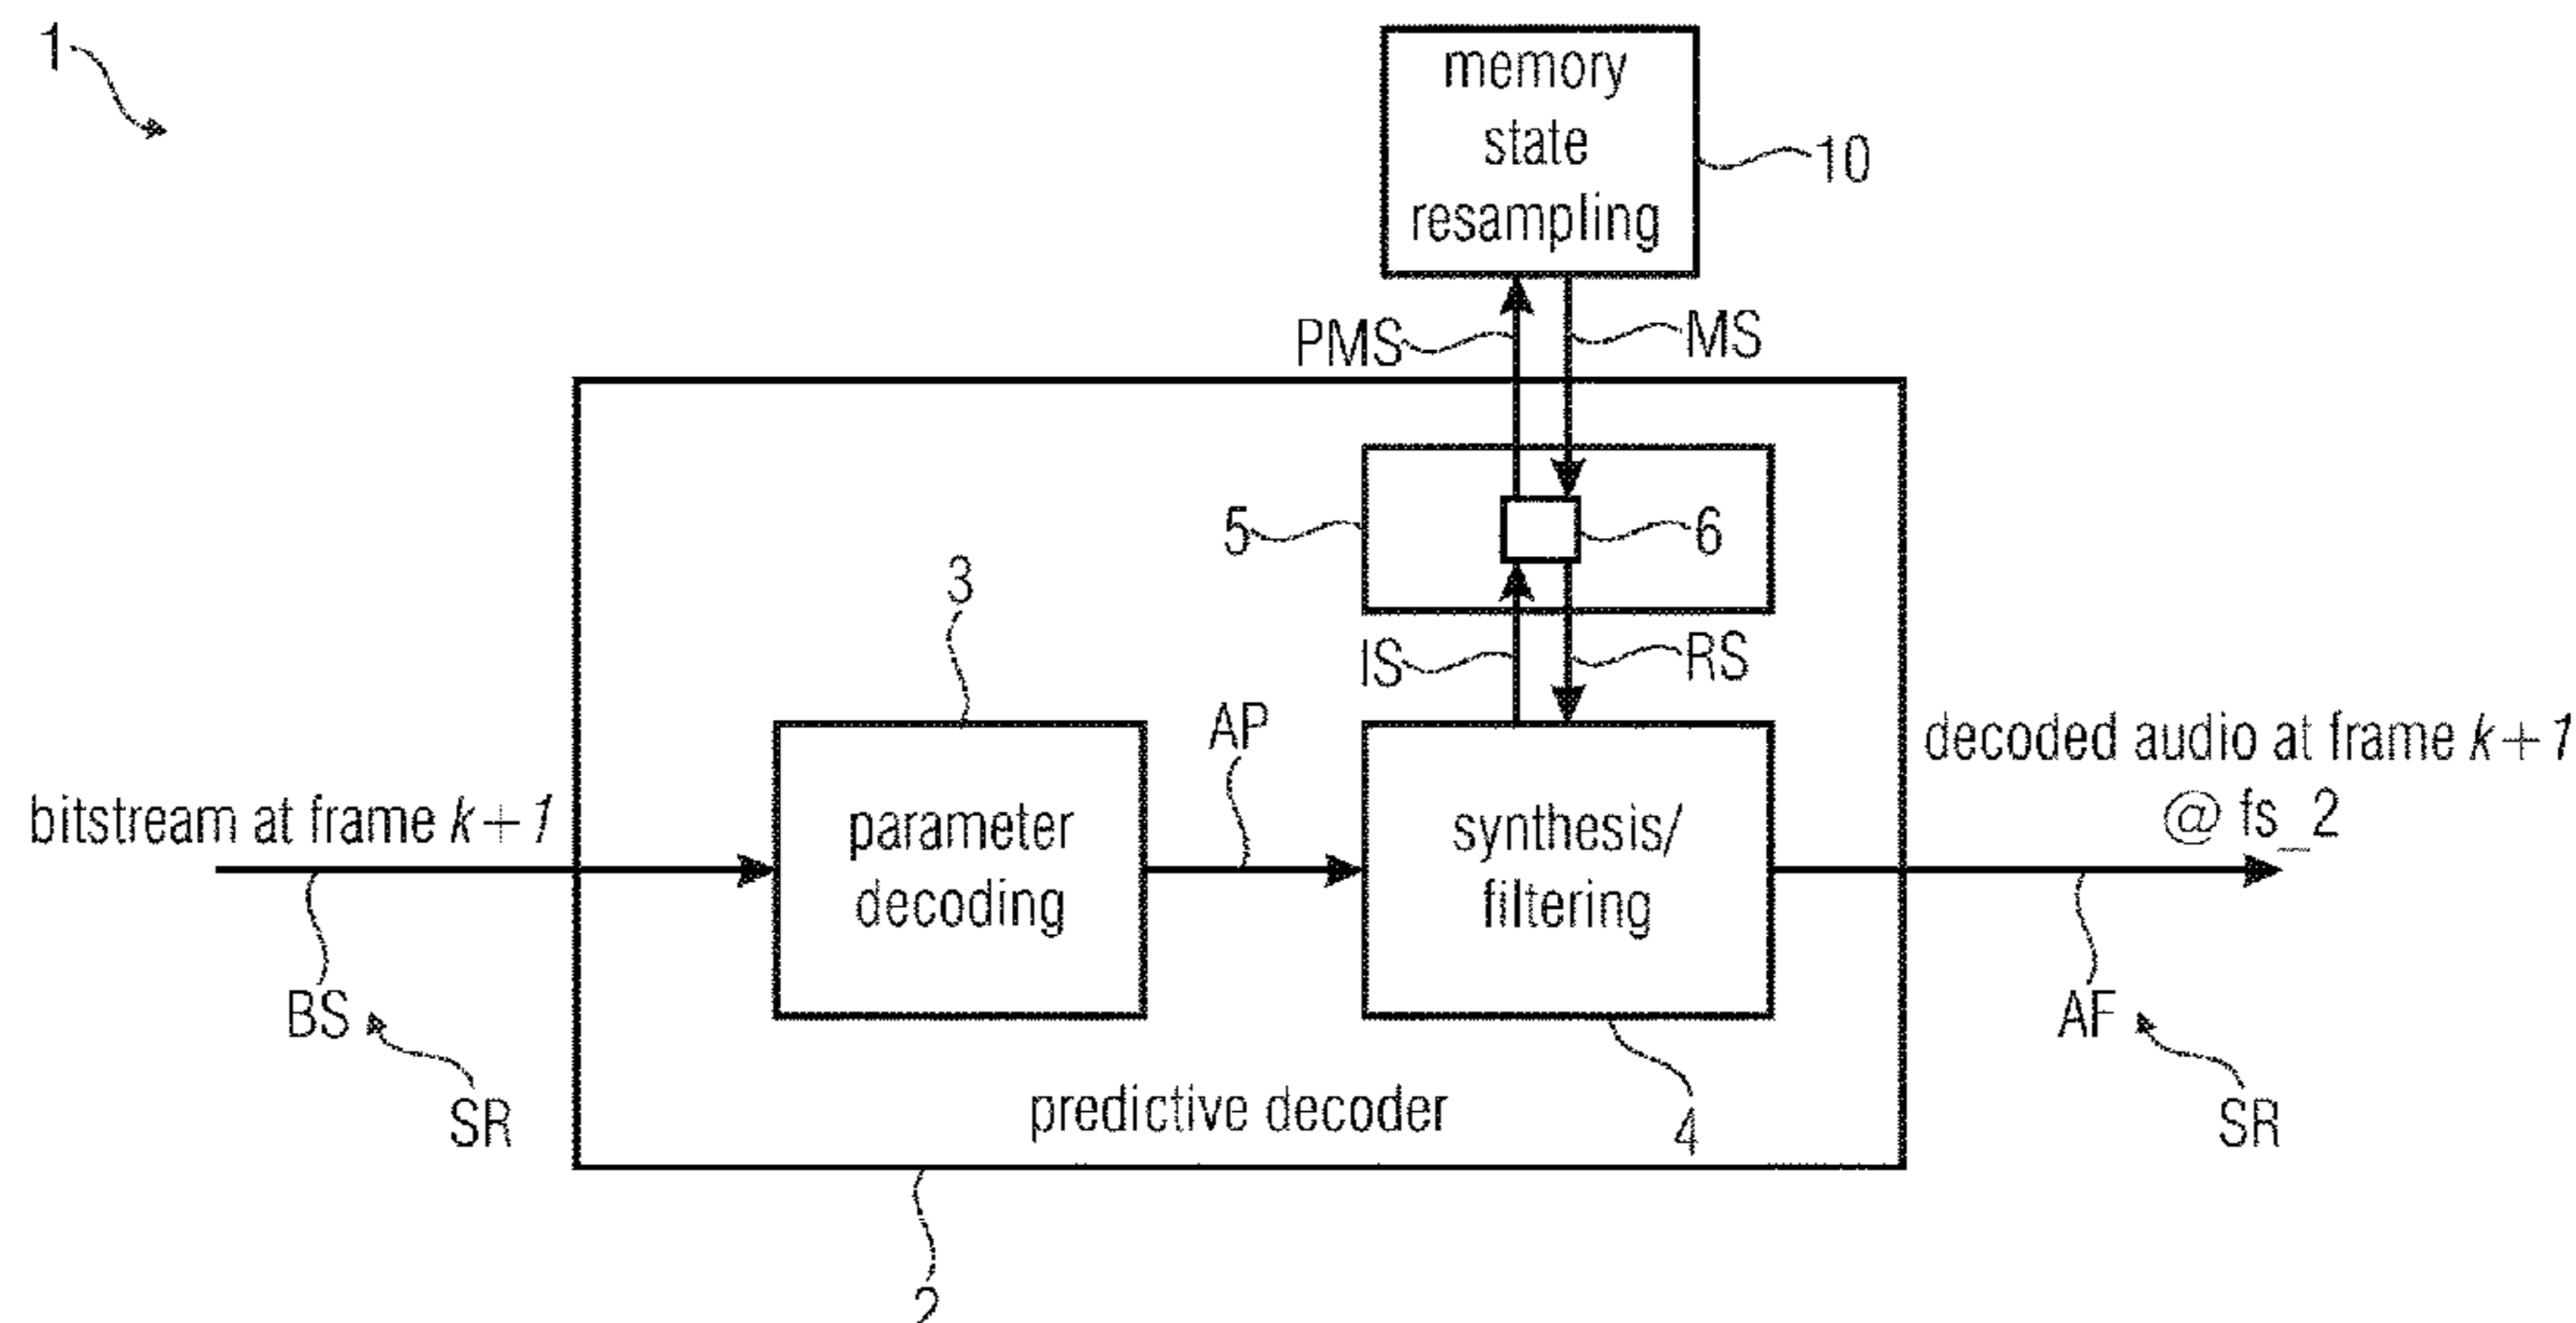 1
memory
state
resampling
10
PMS
MS
5
6
3
IS
RS
AP
decoded audio at frame k+1
@ fs_2
bitstream at frame k+1
parameter
decoding
synthesis/
filtering
BS
AF
SR
predictive decoder
4
SR
2